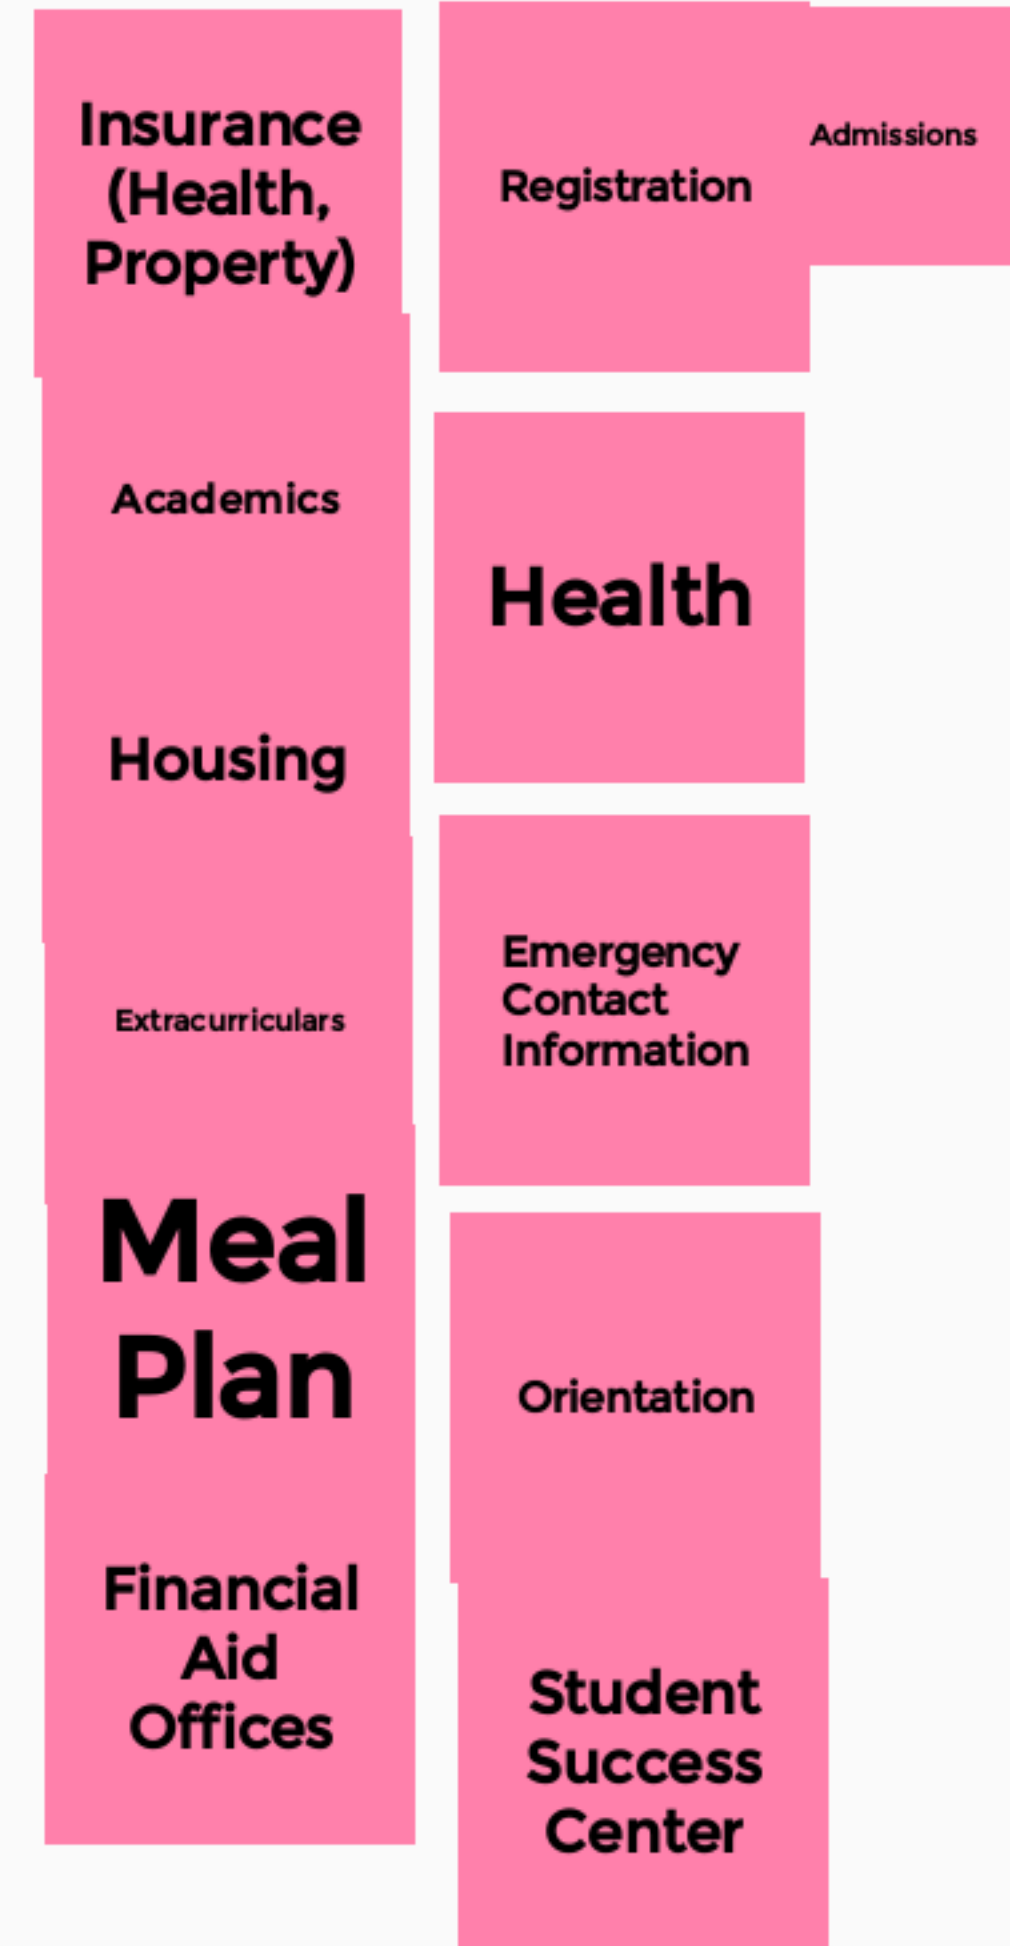 Insurance
(Health,
Property)
Academics
Housing
Extracurriculars
Meal
Plan
Financial
Aid
Offices
Registration
Admissions
Health
Emergency
Contact
Information
Orientation
Student
Success
Center